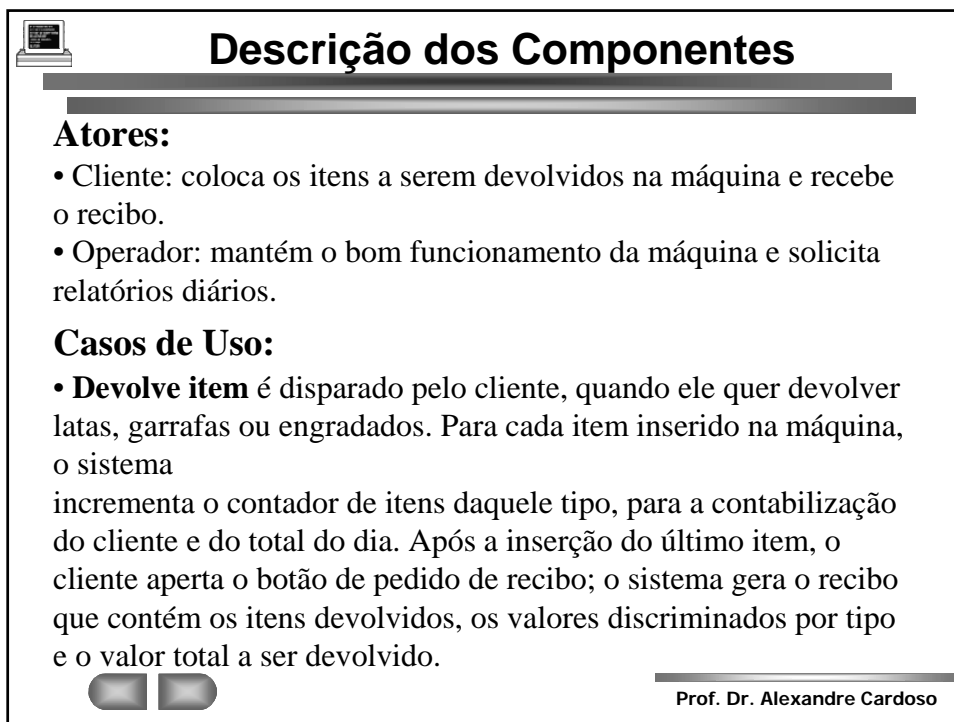 Descrição dos Componentes
Atores:
• Cliente: coloca os itens a serem devolvidos na máquina e recebe
o recibo.
• Operador: mantém o bom funcionamento da máquina e solicita
relatórios diários.
Casos de Uso:
• Devolve item é disparado pelo cliente, quando ele quer devolver
latas, garrafas ou engradados. Para cada item inserido na máquina,
o sistema
incrementa o contador de itens daquele tipo, para a contabilização
do cliente e do total do dia. Após a inserção do último item, o
cliente aperta o botão de pedido de recibo; o sistema gera o recibo
que contém os itens devolvidos, os valores discriminados por tipo
e o valor total a ser devolvido.
Prof. Dr. Alexandre Cardoso